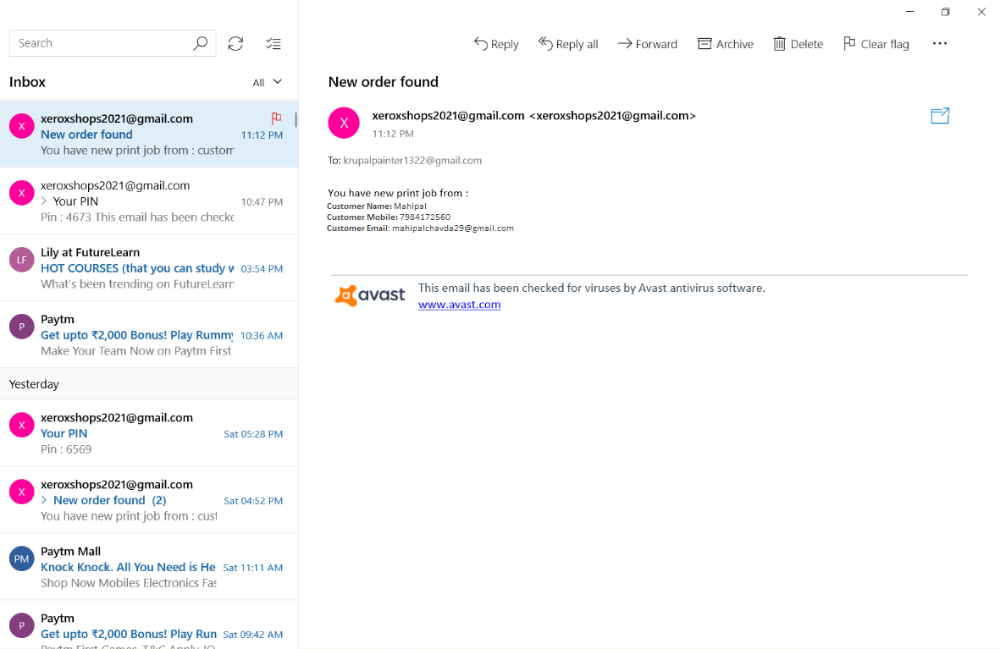 Search
Inbox
All
X
xeroxshops2021@gmail.com
New order found
11:12 PM
You have new print job from : custom
X
xeroxshops2021@gmail.com
> Your PIN
10:47 PM
Pin : 4673 This email has been checke
LF
Lily at FutureLearn
HOT COURSES (that you can study w
03:54 PM
What's been trending on FutureLearn
P
Paytm
Get upto ₹2,000 Bonus! Play Rummy
10:36 AM
Make Your Team Now on Paytm First
Yesterday
X
xeroxshops2021@gmail.com
Your PIN
Sat 05:28 PM
Pin : 6569
X
xeroxshops2021@gmail.com
> New order found (2)
Sat 04:52 PM
You have new print job from : cust
PM
Paytm Mall
Knock Knock. All You Need is He
Sat 11:11 AM
Shop Now Mobiles Electronics Fas
P
Paytm
Get upto ₹2,000 Bonus! Play Run
Sat 09:42 AM
Paytm First Games. T&C Apply.
Reply
Reply all
Forward
Archive
Delete
Clear flag
New order found
X
xeroxshops2021@gmail.com <xeroxshops2021@gmail.com>
11:12 PM
To: krupalpainter1322@gmail.com
You have new print job from :
Customer Name: Mahipal
Customer Mobile: 7984172560
Customer Email: mahipalchavda29@gmail.com
avast
This email has been checked for viruses by Avast antivirus software.
www.avast.com